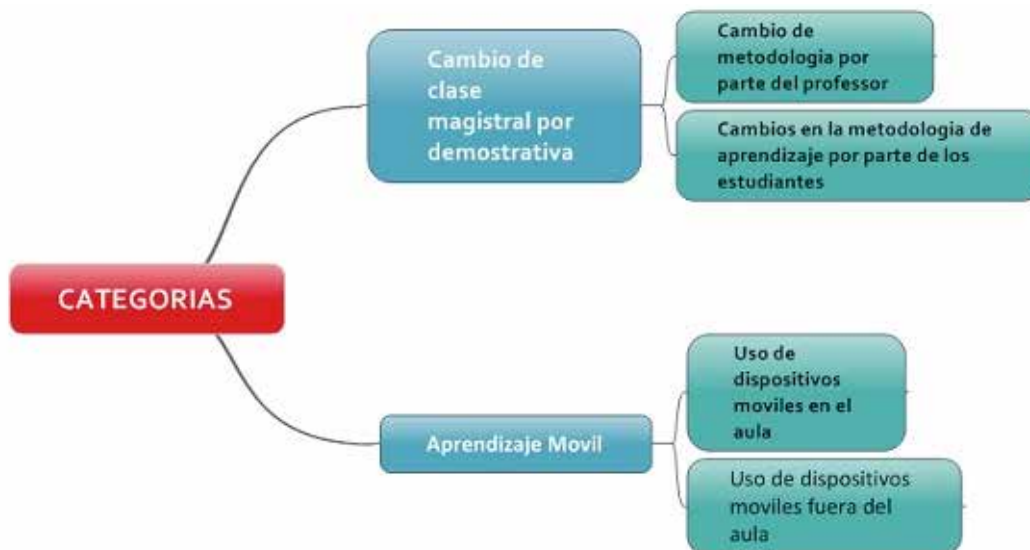 Cambio de
clase
magistral por
demostrativa
Cambio de
metodologia por
parte del professor
Cambios en la metodologia de
aprendizaje por parte de los
estudiantes
CATEGORIAS
Aprendizaje Movil
Uso de
dispositivos
moviles en el
aula
Uso de dispositivos
moviles fuera del
aula